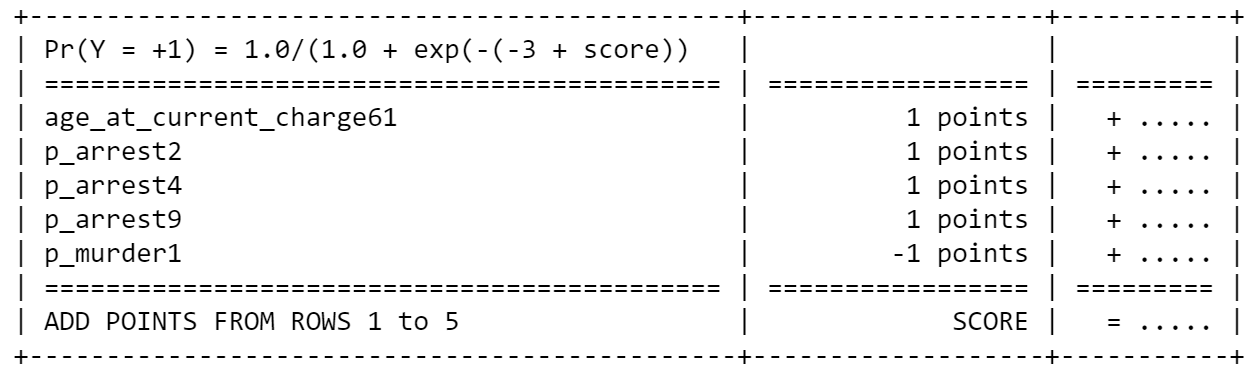 +-----------------------------------------------+-------------------+-----------+
| Pr(Y = +1) = 1.0/(1.0 + exp(-(-3 + score)) | | |
| ============================================ | ================= | ========= |
| age_at_current_charge61 | 1 points | + ..... |
| p_arrest2 | 1 points | + ..... |
| p_arrest4 | 1 points | + ..... |
| p_arrest9 | 1 points | + ..... |
| p_murder1 | -1 points | + ..... |
| ============================================ | ================= | ========= |
| ADD POINTS FROM ROWS 1 to 5 | SCORE | = ..... |
+-----------------------------------------------+-------------------+-----------+